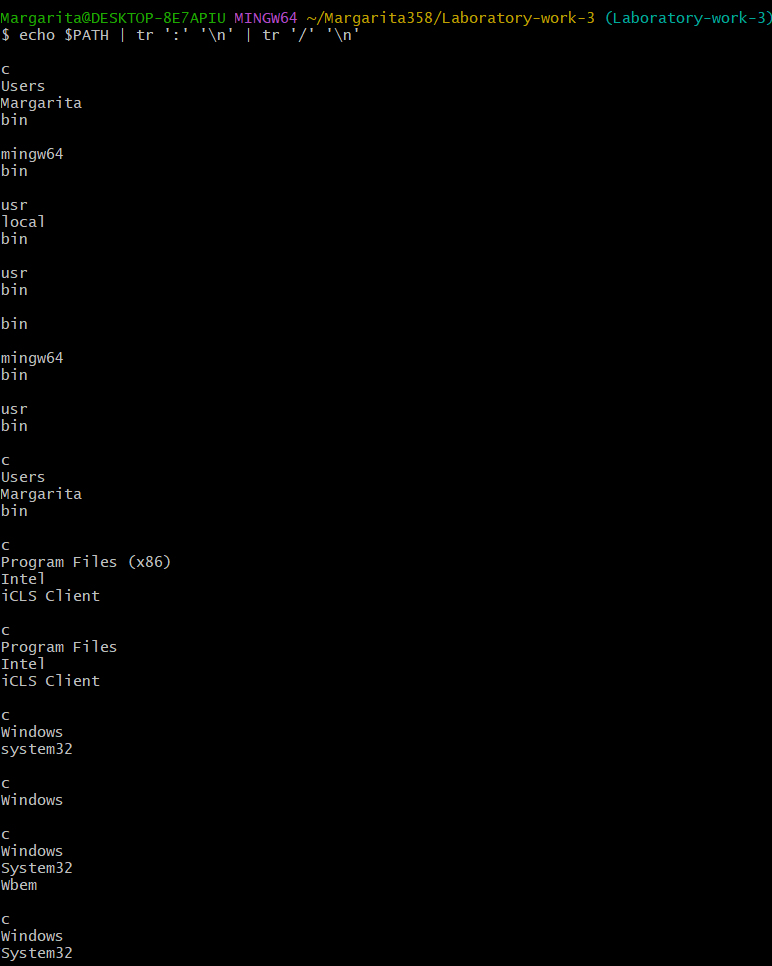 Margarita@DESKTOP-8E7APIU MINGW64 ~/Margarita358/Laboratory-work-3 (Laboratory-work-3)
$ echo $PATH | tr ':' '\n' | tr '/' '\n'

c
Users
Margarita
bin

mingw64
bin

usr
local
bin

usr
bin

bin

mingw64
bin

usr
bin

c
Users
Margarita
bin

c
Program Files (x86)
Intel
iCLS Client

c
Program Files
Intel
iCLS Client

c
Windows
system32

c
Windows

c
Windows
System32
Wbem

c
Windows
System32